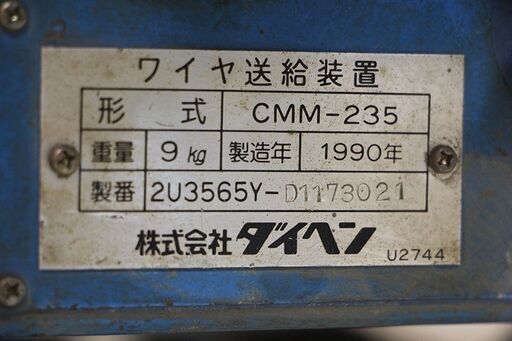 ワイヤ送給装置
形式 CMM-235
重量 9kg 製造年 1990年
製番 2U3565Y-D1173021
株式会社ダイヘン
U2744